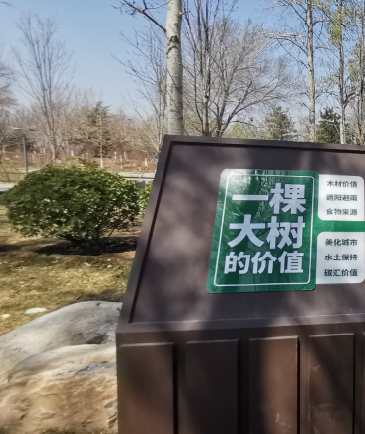 一棵
大树
的价值
木材价值
遮阳避雨
食物来源
美化城市
水土保持
碳汇价值